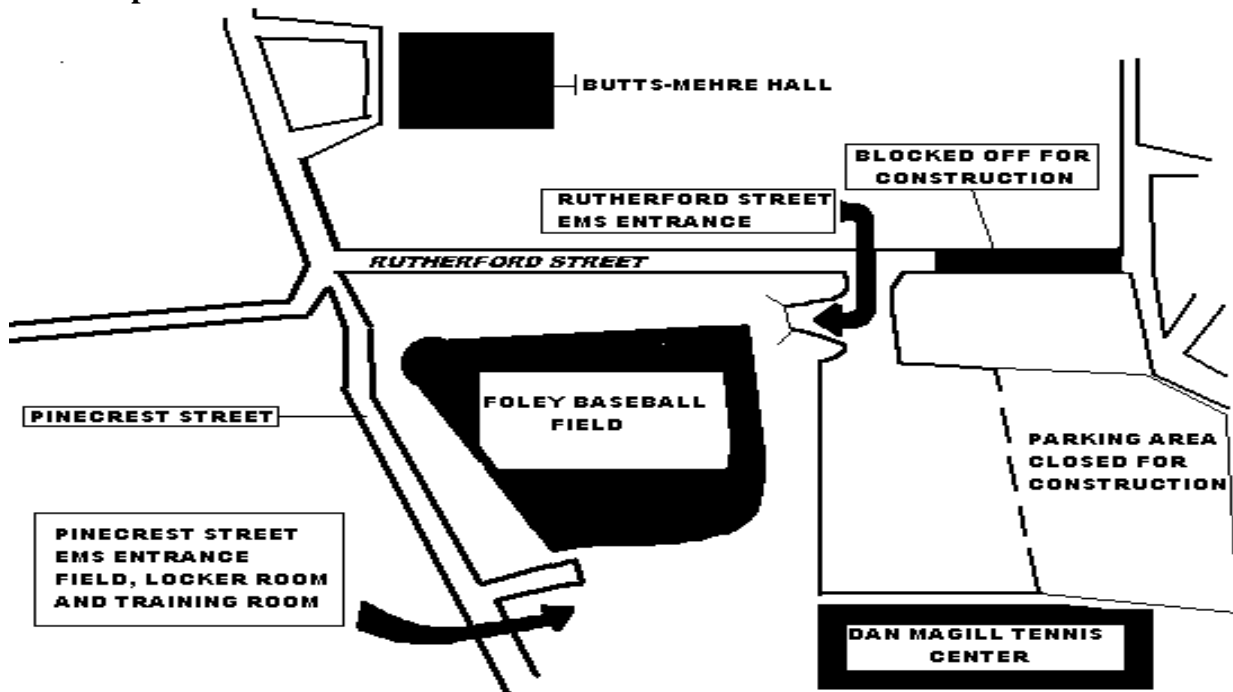 BUTTS-MEHRE HALL
BLOCKED OFF FOR
CONSTRUCTION
RUTHERFORD STREET
EMS ENTRANCE
RUTHERFORD STREET
FOLEY BASEBALL
FIELD
PINECREST STREET
PARKING AREA
CLOSED FOR
CONSTRUCTION
PINECREST STREET
EMS ENTRANCE
FIELD, LOCKER ROOM
AND TRAINING ROOM
DAN MAGILL TENNIS
CENTER